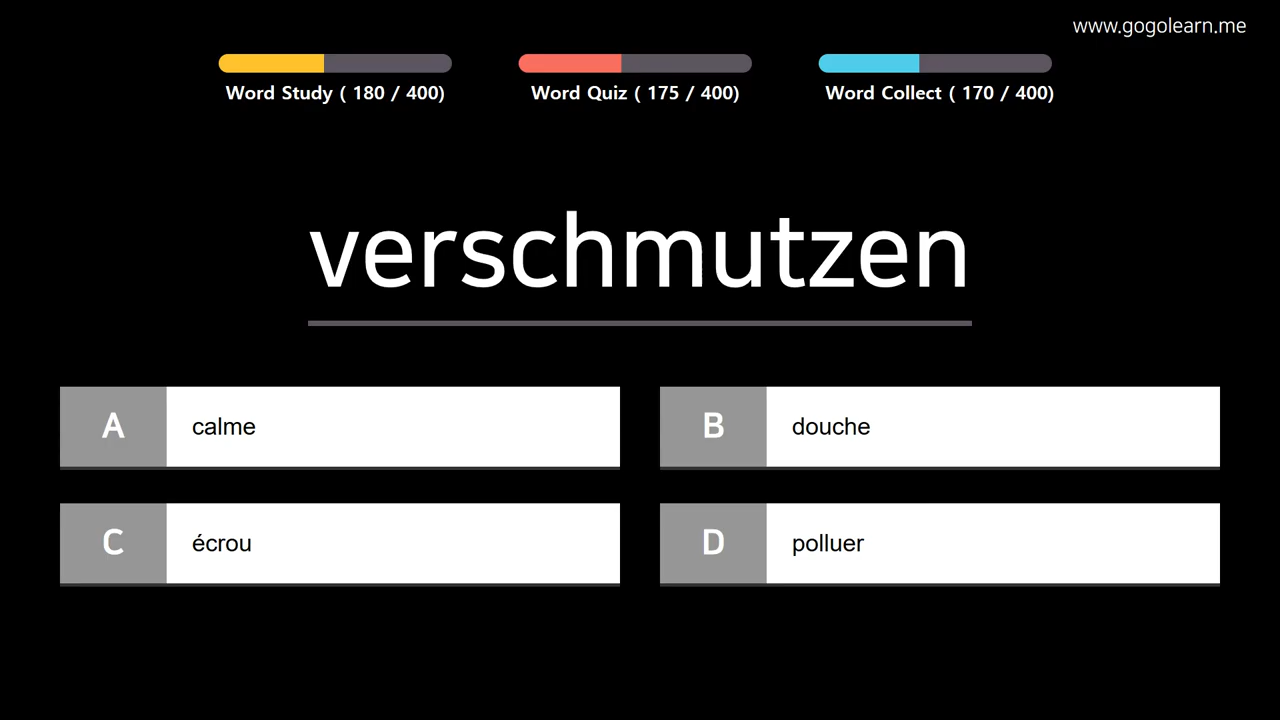 www.gogolearn.me
Word Study ( 180 / 400)
Word Quiz ( 175 / 400)
Word Collect ( 170 / 400)
verschmutzen
A calme
B douche
C écrou
D polluer